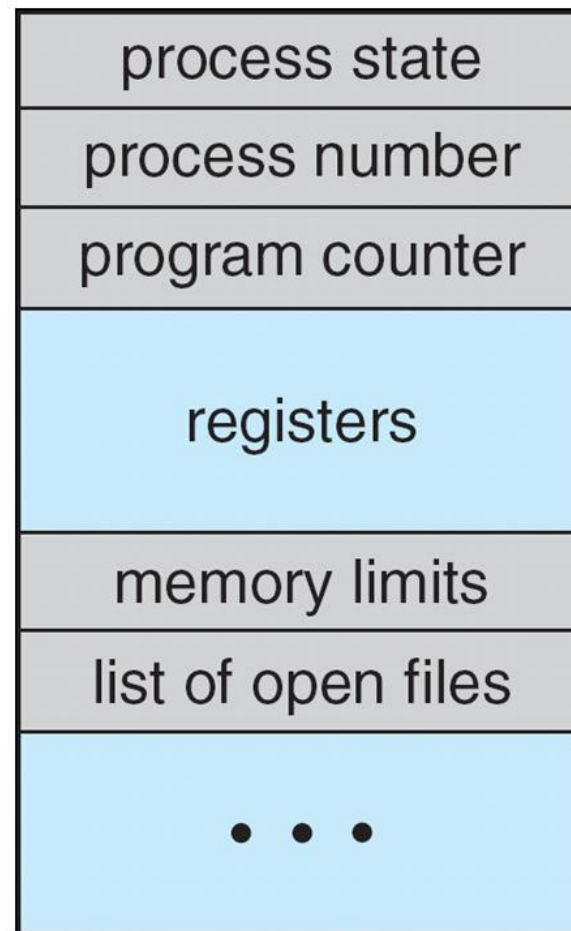 process state
process number
program counter
registers
memory limits
list of open files
• • •